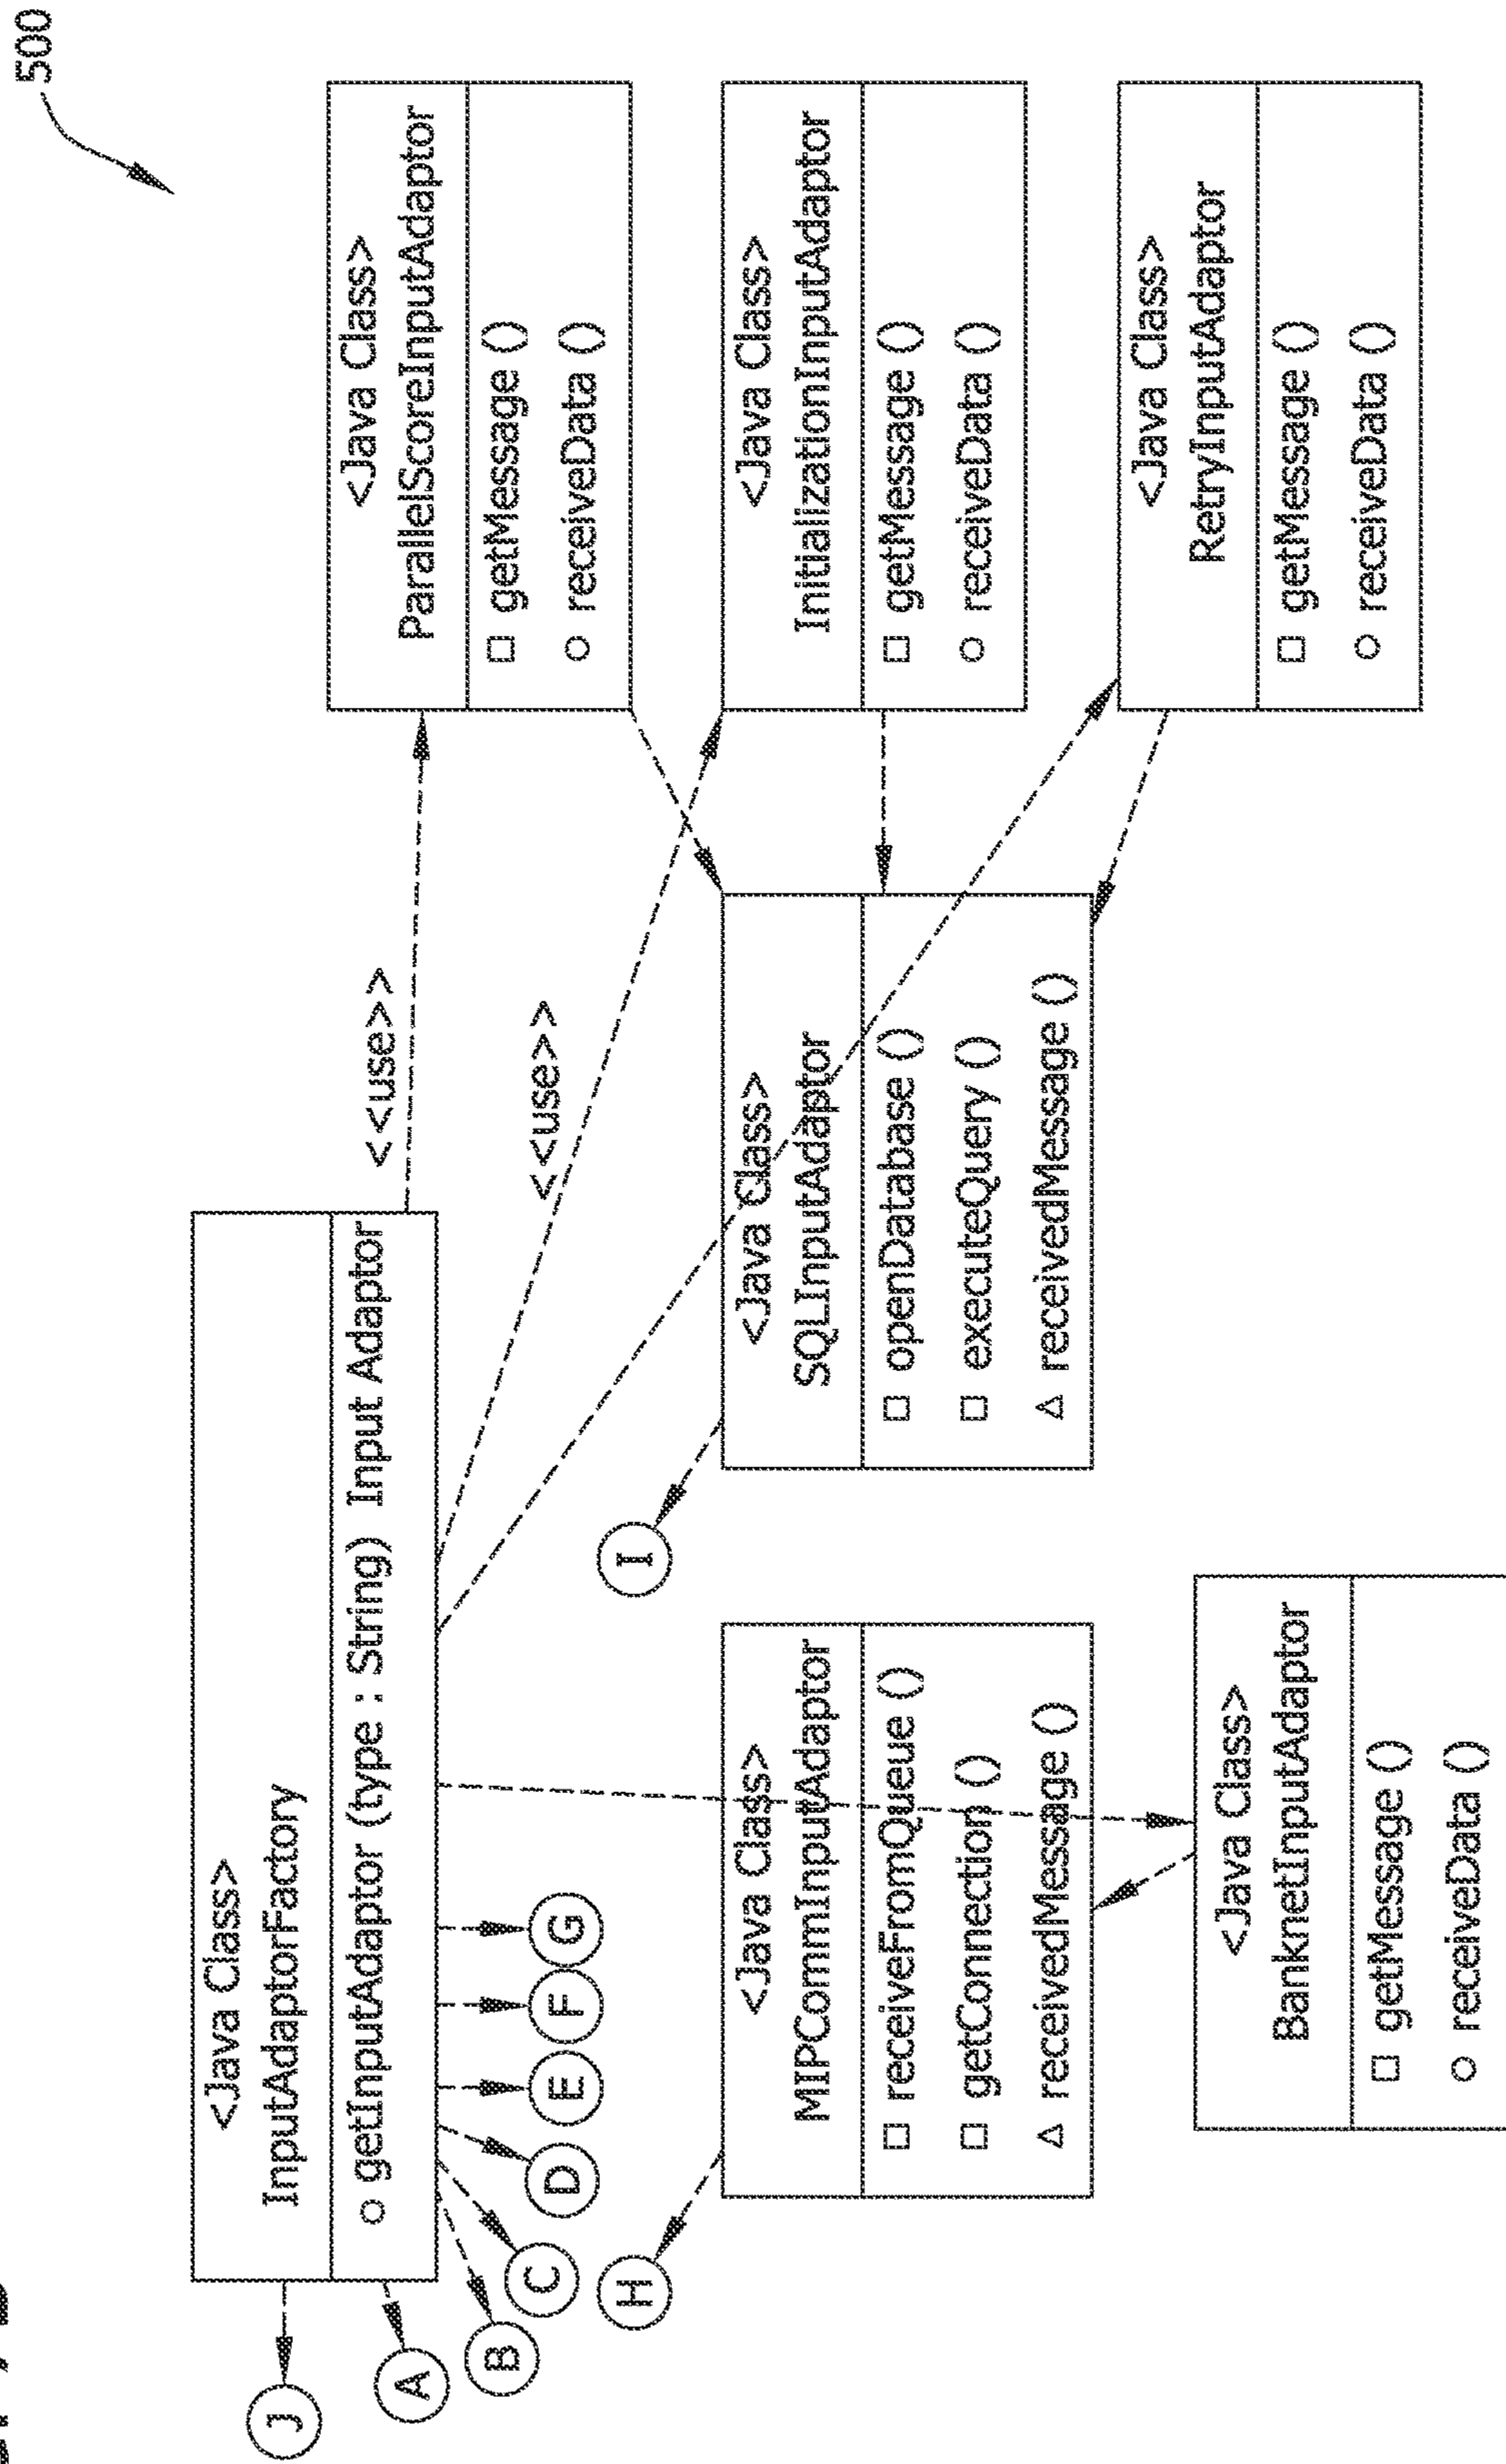 500
<Java Class>
InputAdaptorFactory
getInputAdaptor (type : String) Input Adaptor
<<use>>
<<use>>
J
A
B
C
D
E
F
G
H
I
<Java Class>
ParallelScoreInputAdaptor
getMessage ()
receiveData ()
<Java Class>
InitializationInputAdaptor
getMessage ()
receiveData ()
<Java Class>
RetryInputAdaptor
getMessage ()
receiveData ()
<Java Class>
SQLInputAdaptor
openDatabase ()
executeQuery ()
receivedMessage ()
<Java Class>
MIPCommInputAdaptor
receiveFromQueue ()
getConnection ()
receivedMessage ()
<Java Class>
BanknetInputAdaptor
getMessage ()
receiveData ()